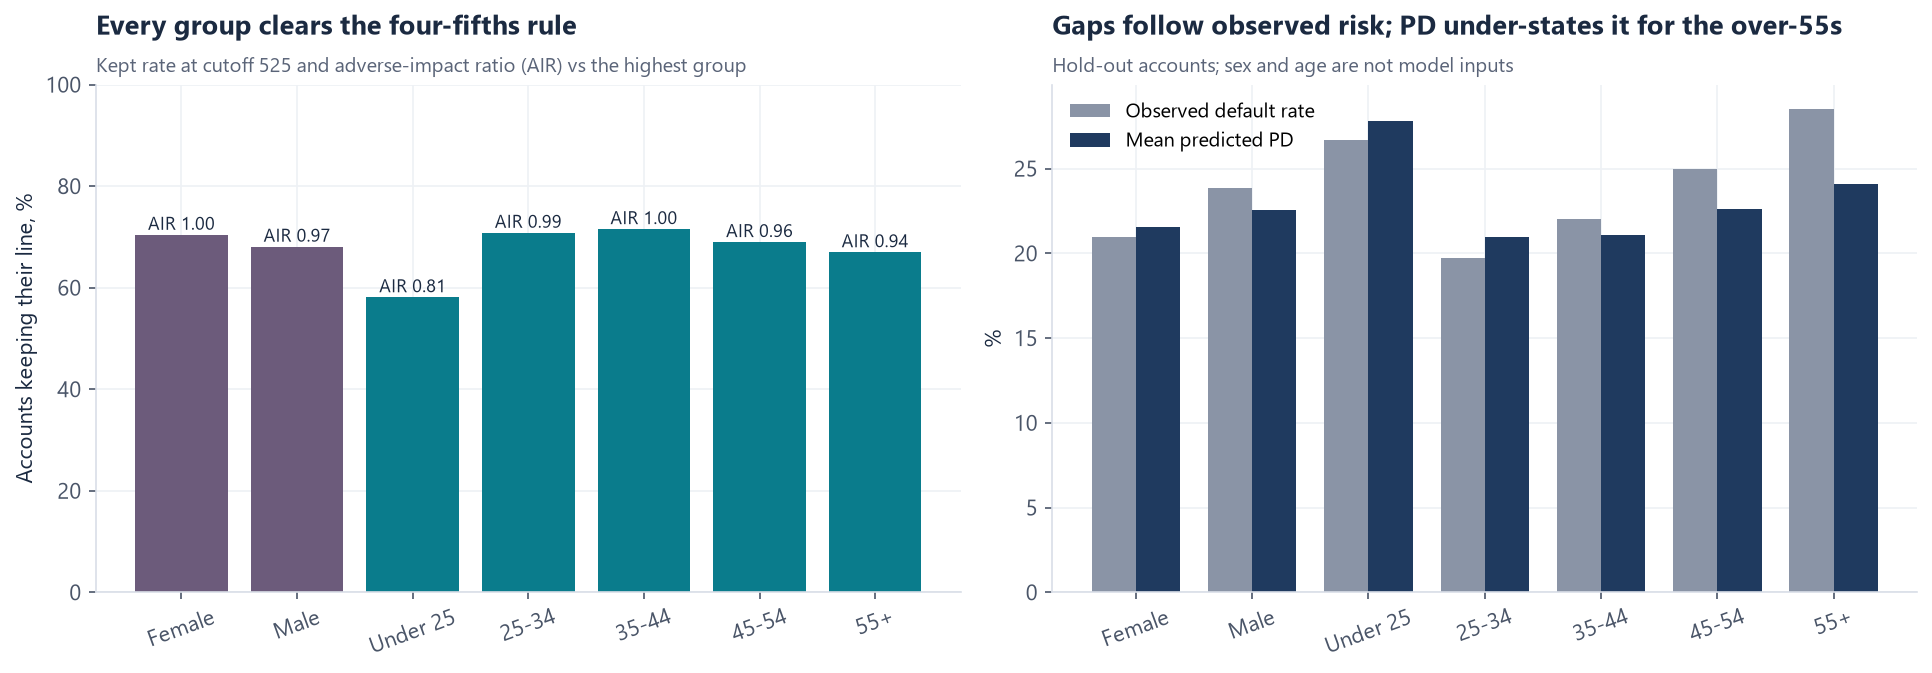 Every group clears the four-fifths rule
Kept rate at cutoff 525 and adverse-impact ratio (AIR) vs the highest group
Accounts keeping their line, %
100
80
60
40
20
0
AIR 1.00
AIR 0.97
AIR 0.81
AIR 0.99
AIR 1.00
AIR 0.96
AIR 0.94
Female
Male
Under 25
25-34
35-44
45-54
55+
Gaps follow observed risk; PD under-states it for the over-55s
Hold-out accounts; sex and age are not model inputs
Observed default rate
Mean predicted PD
%
25
20
15
10
5
0
Female
Male
Under 25
25-34
35-44
45-54
55+